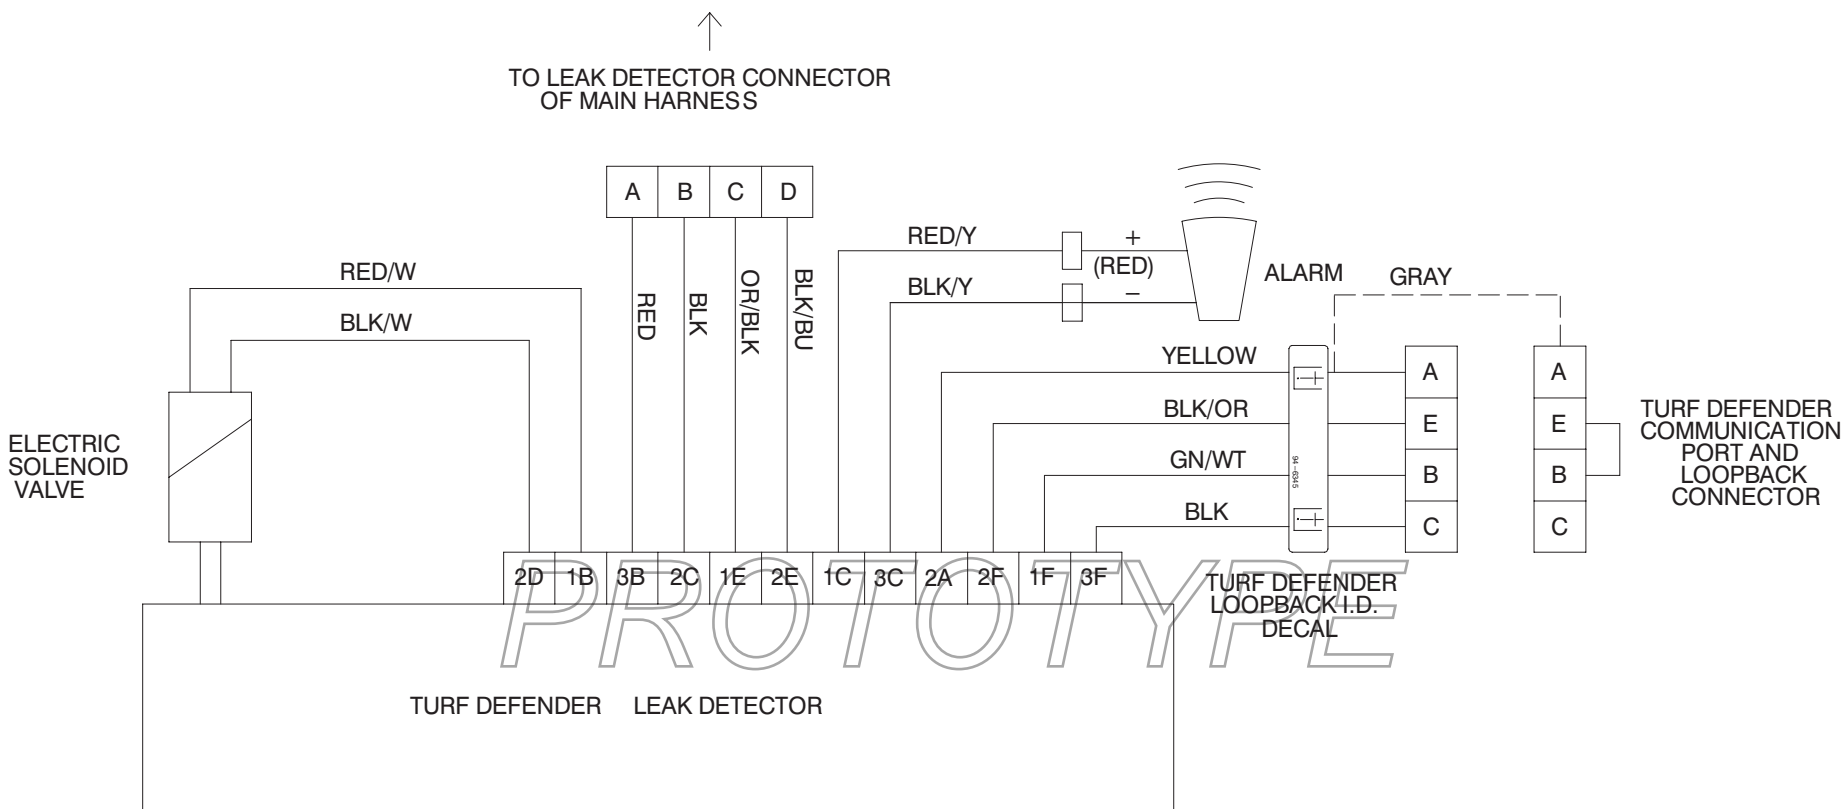 TO LEAK DETECTOR CONNECTOR
OF MAIN HARNESS
A B C D
RED/W
BLK/W
RED
BLK
OR/BLK
BLK/BU
RED/Y
BLK/Y
+
(RED)
−
ALARM
GRAY
YELLOW
BLK/OR
GN/WT
BLK
94-6345
A
E
B
C
A
E
B
C
TURF DEFENDER
COMMUNICATION
PORT AND
LOOPBACK
CONNECTOR
ELECTRIC
SOLENOID
VALVE
2D 1B 3B 2C 1E 2E 1C 3C 2A 2F 1F 3F
PROTOTYPE
TURF DEFENDER
LOOPBACK I.D.
DECAL
TURF DEFENDER LEAK DETECTOR